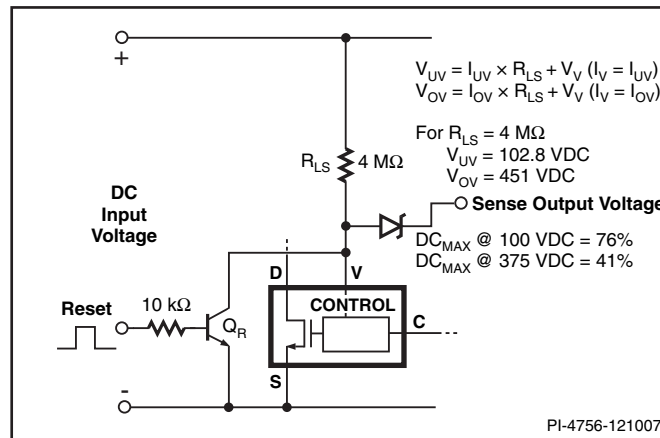 +
V_UV = I_UV × R_LS + V_V (I_V = I_UV)
V_OV = I_OV × R_LS + V_V (I_V = I_OV)
For R_LS = 4 MΩ
V_UV = 102.8 VDC
V_OV = 451 VDC
R_LS 4 MΩ
DC
Input
Voltage
Sense Output Voltage
DC_MAX @ 100 VDC = 76%
DC_MAX @ 375 VDC = 41%
D V
CONTROL
Reset 10 kΩ
Q_R
C
S
-
PI-4756-121007